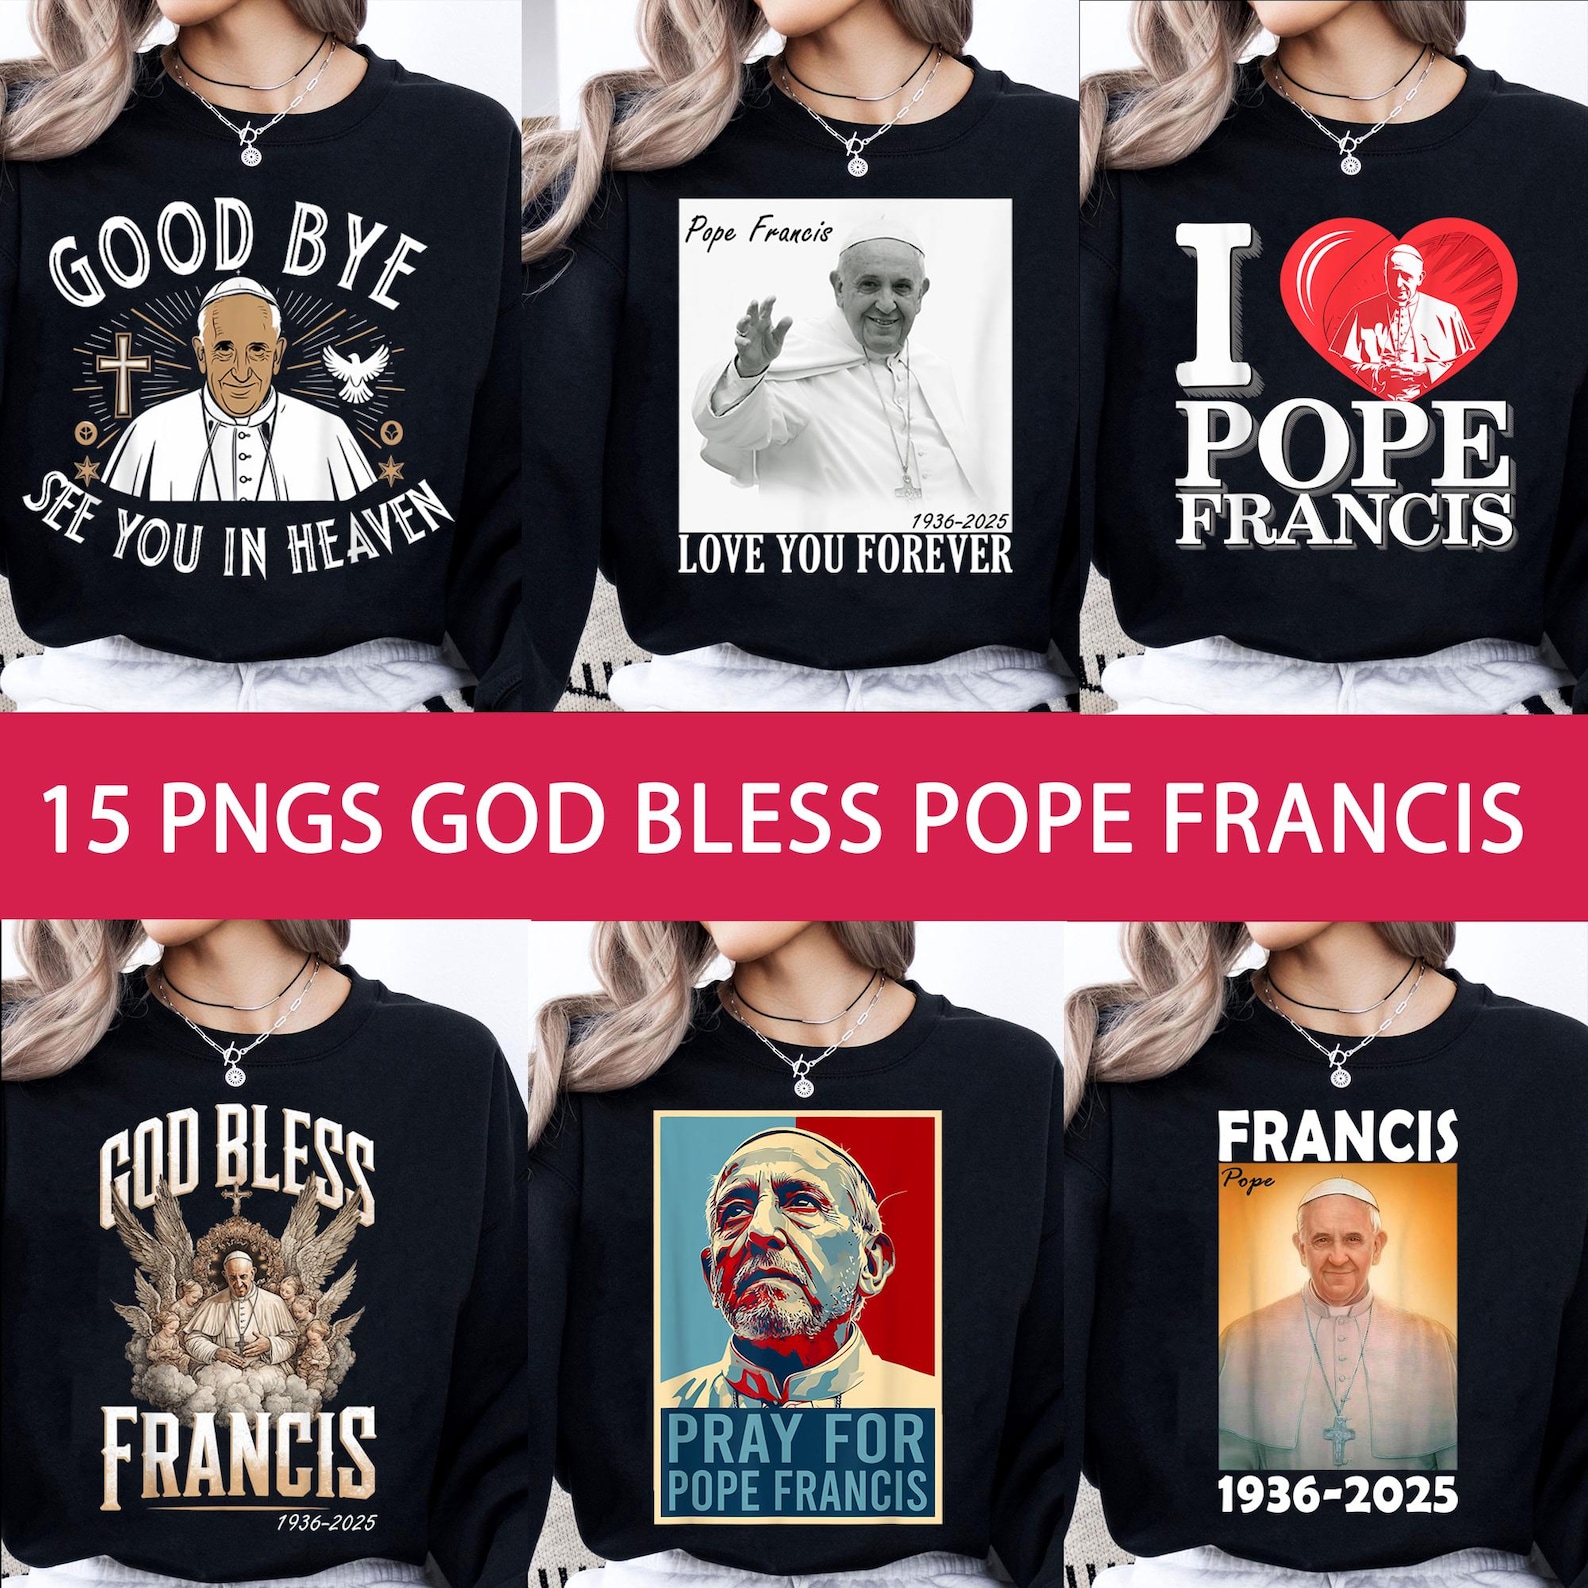 GOOD BYE
SEE YOU IN HEAVEN
Pope Francis
1936-2025
LOVE YOU FOREVER
I
POPE
FRANCIS
15 PNGS GOD BLESS POPE FRANCIS
GOD BLESS
FRANCIS
1936-2025
PRAY FOR
POPE FRANCIS
FRANCIS
Pope
1936-2025